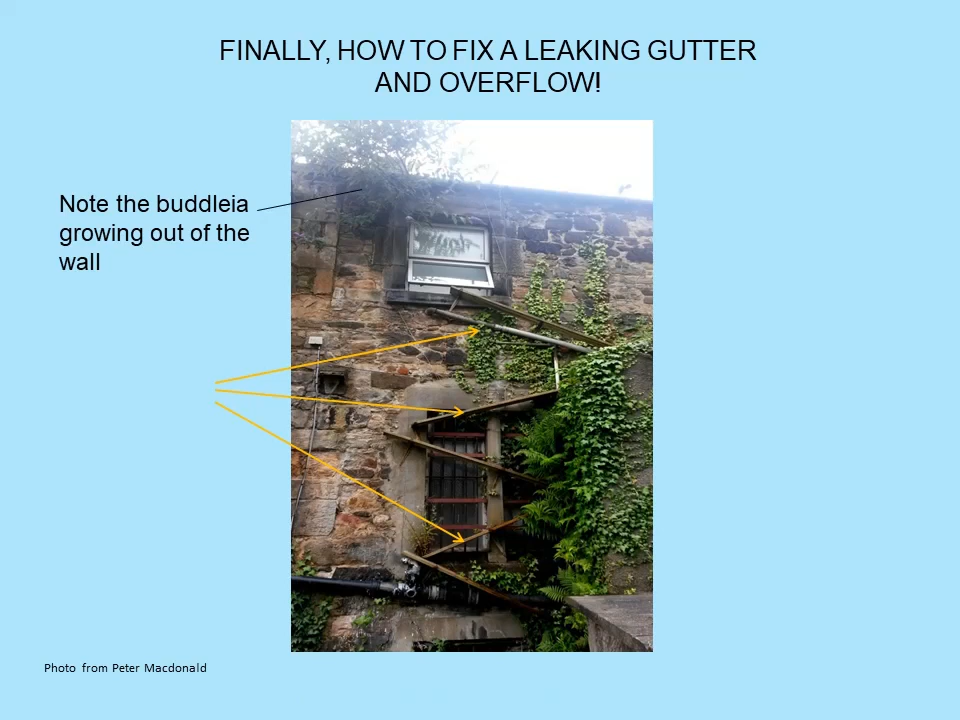 FINALLY, HOW TO FIX A LEAKING GUTTER
AND OVERFLOW!
Note the buddleia
growing out of the
wall
Photo from Peter Macdonald